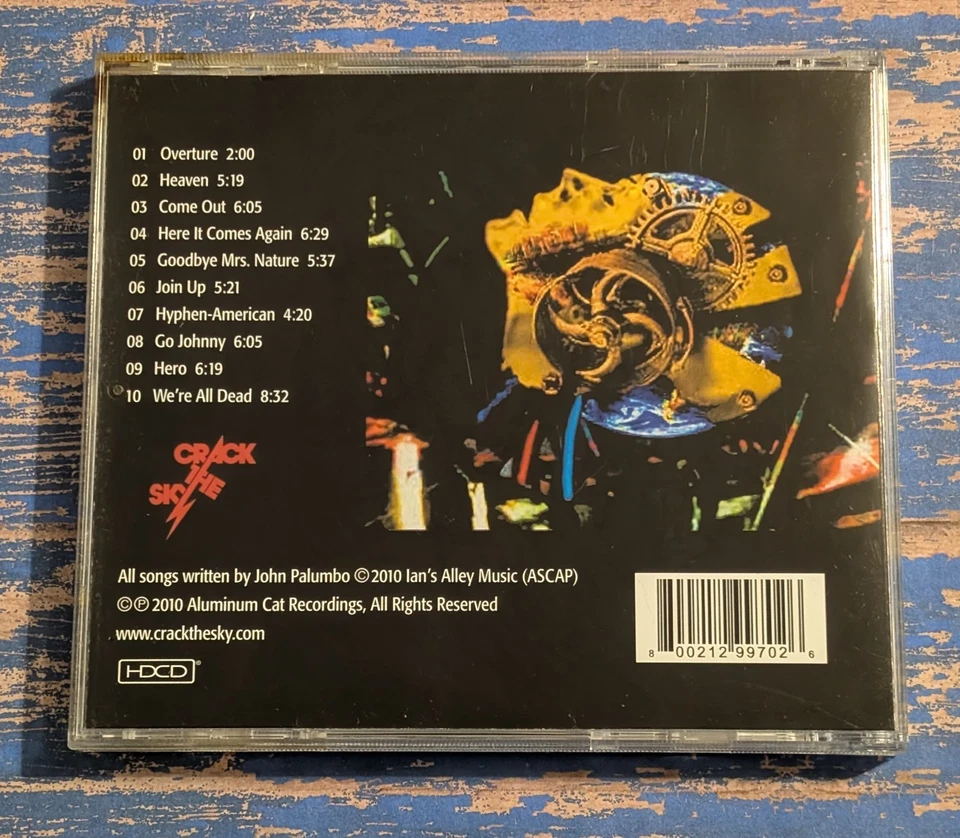 01 Overture 2:00
02 Heaven 5:19
03 Come Out 6:05
04 Here It Comes Again 6:29
05 Goodbye Mrs. Nature 5:37
06 Join Up 5:21
07 Hyphen-American 4:20
08 Go Johnny 6:05
09 Hero 6:19
10 We're All Dead 8:32
CRACK
THE
SKY
All songs written by John Palumbo ©2010 Ian's Alley Music (ASCAP)
©℗ 2010 Aluminum Cat Recordings, All Rights Reserved
www.crackthesky.com
HDCD®
8 00212 99702 6